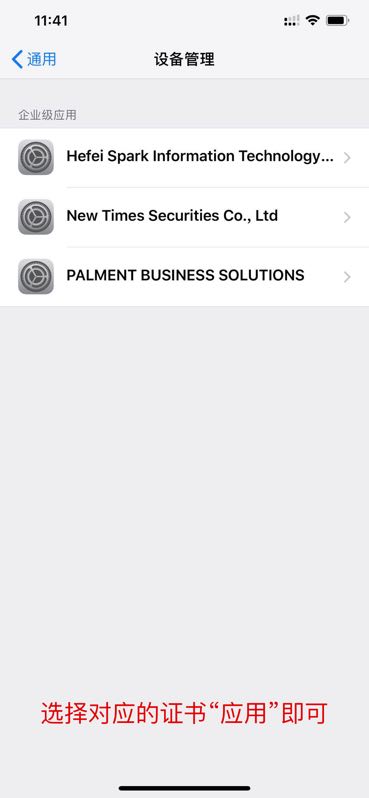 11:41
通用
设备管理
企业级应用
Hefei Spark Information Technology...
New Times Securities Co., Ltd
PALMENT BUSINESS SOLUTIONS
选择对应的证书“应用”即可